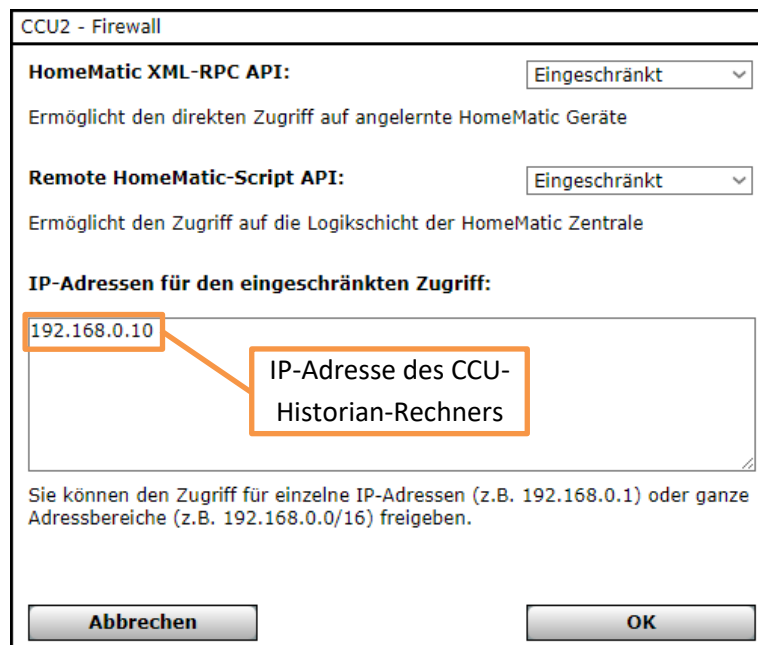 CCU2 - Firewall
HomeMatic XML-RPC API:
Eingeschränkt
Ermöglicht den direkten Zugriff auf angelernte HomeMatic Geräte
Remote HomeMatic-Script API:
Eingeschränkt
Ermöglicht den Zugriff auf die Logikschicht der HomeMatic Zentrale
IP-Adressen für den eingeschränkten Zugriff:
192.168.0.10
IP-Adresse des CCU-
Historian-Rechners
Sie können den Zugriff für einzelne IP-Adressen (z.B. 192.168.0.1) oder ganze
Adressbereiche (z.B. 192.168.0.0/16) freigeben.
Abbrechen
OK